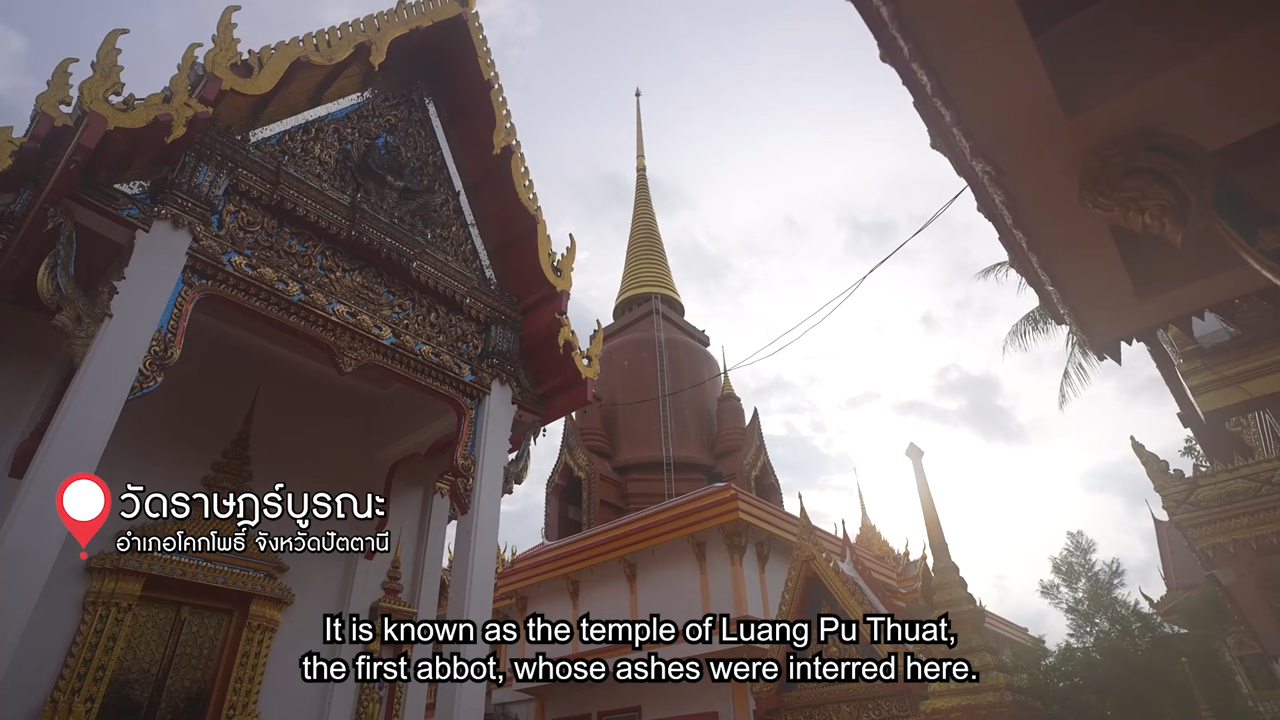 วัดราษฎร์บูรณะ
อำเภอโคกโพธิ์ จังหวัดปัตตานี
It is known as the temple of Luang Pu Thuat,
the first abbot, whose ashes were interred here.